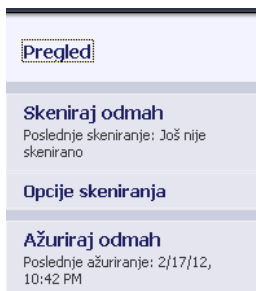 Pregled
Skeniraj odmah
Poslednje skeniranje: Još nije
skenirano
Opcije skeniranja
Ažuriraj odmah
Poslednje ažuriranje: 2/17/12,
10:42 PM